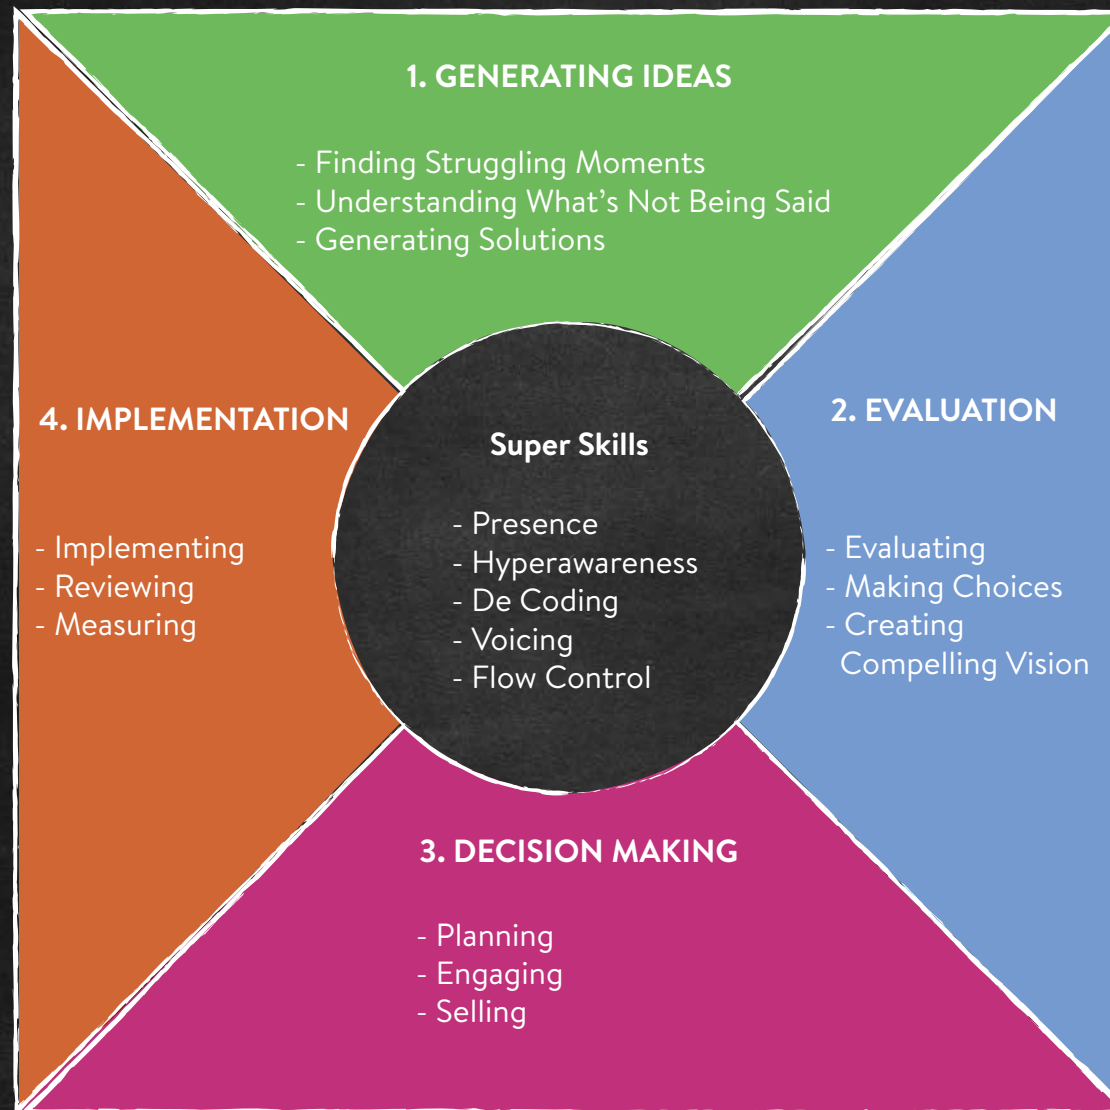 1. GENERATING IDEAS
- Finding Struggling Moments
- Understanding What’s Not Being Said
- Generating Solutions
2. EVALUATION
- Evaluating
- Making Choices
- Creating
Compelling Vision
3. DECISION MAKING
- Planning
- Engaging
- Selling
4. IMPLEMENTATION
- Implementing
- Reviewing
- Measuring
Super Skills
- Presence
- Hyperawareness
- De Coding
- Voicing
- Flow Control